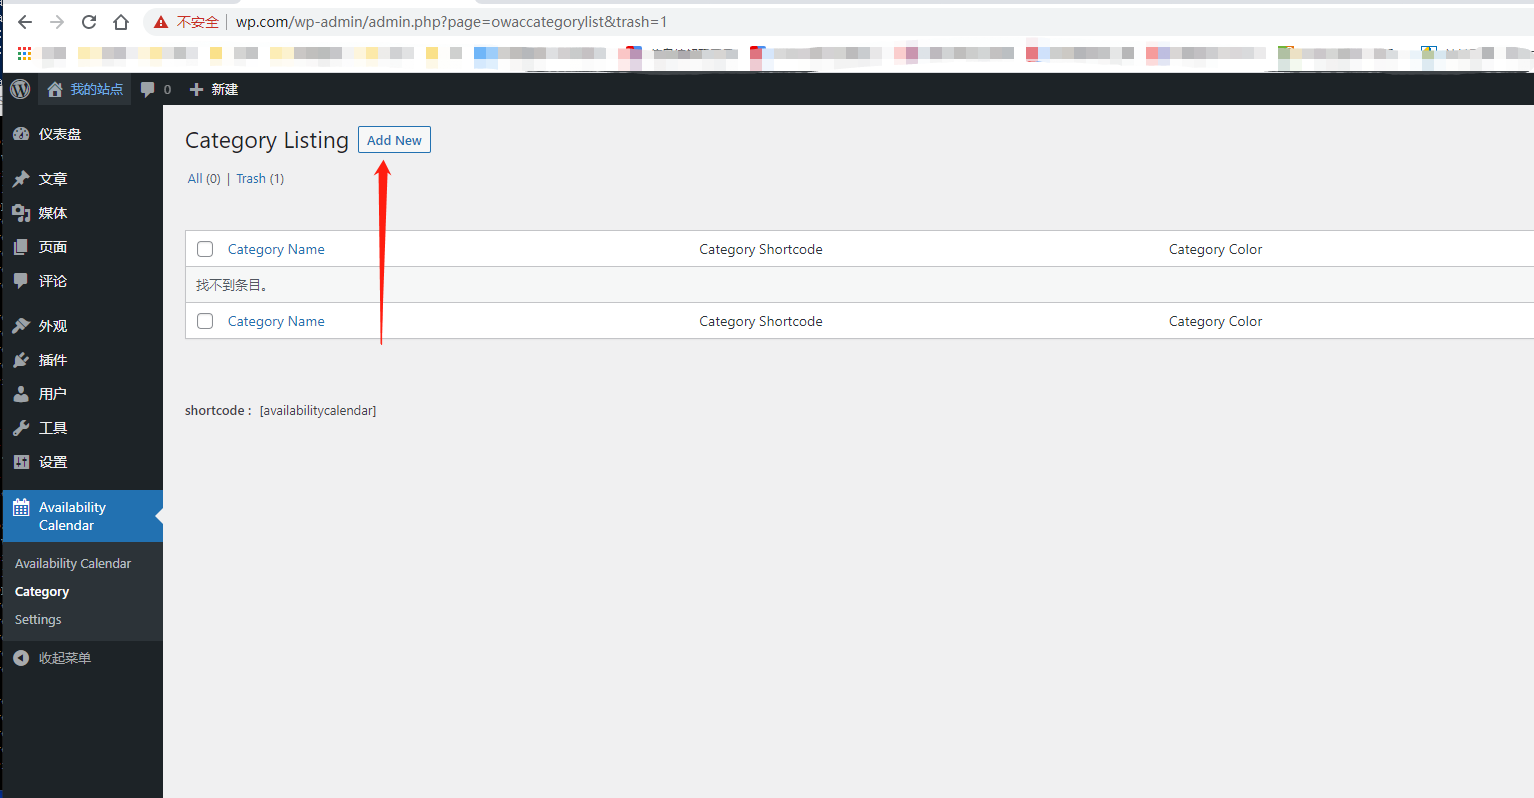 不安全 wp.com/wp-admin/admin.php?page=owaccategorylist&trash=1
我的站点 0 新建
仪表盘
文章
媒体
页面
评论
外观
插件
用户
工具
设置
Availability
Calendar
Availability Calendar
Category
Settings
收起菜单
Category Listing Add New
All (0) | Trash (1)
Category Name Category Shortcode Category Color
找不到条目。
Category Name Category Shortcode Category Color
shortcode : [availabilitycalendar]